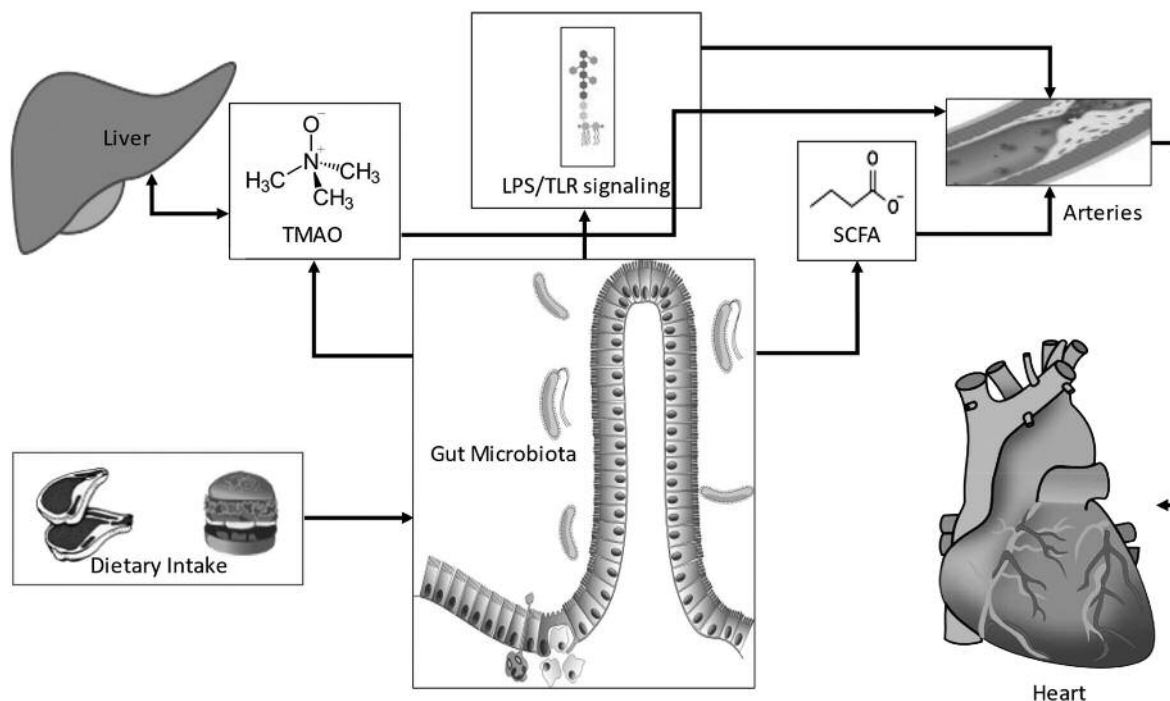 Liver
O⁻
N⁺
H₃C
CH₃
CH₃
TMAO
LPS/TLR signaling
O
O⁻
SCFA
Arteries
Gut Microbiota
Dietary Intake
Heart